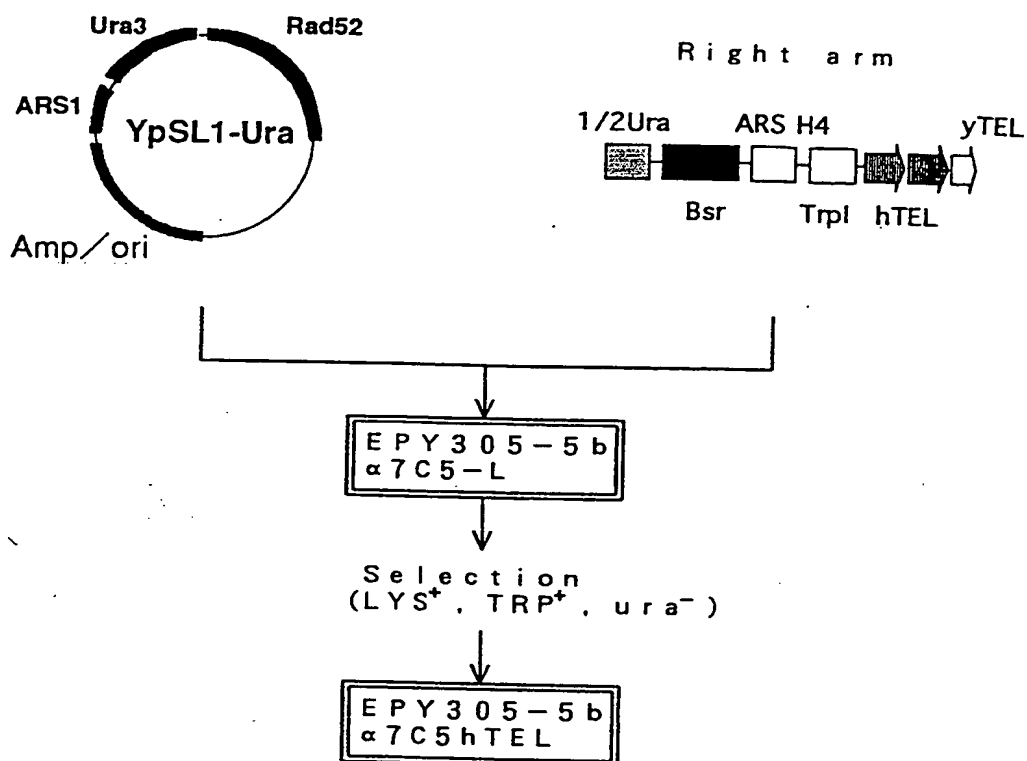 Ura3
Rad52
ARS1
YpSL1-Ura
Amp/ori
Right arm
1/2Ura
ARS H4
yTEL
Bsr
TrpI
hTEL
EPY305-5b
α7C5-L
Selection
(LYS+, TRP+, ura-)
EPY305-5b
α7C5hTEL